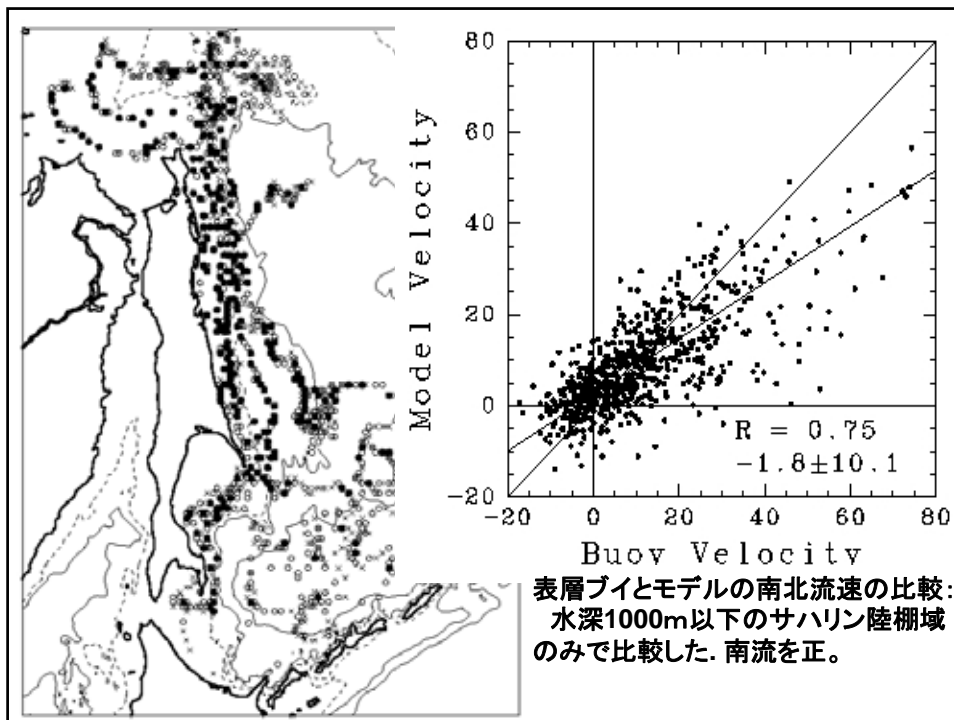 80
60
40
20
0
-20
Model Velocity
R = 0.75
-1.8±10.1
-20 0 20 40 60 80
Buoy Velocity
表層ブイとモデルの南北流速の比較:
水深1000m以下のサハリン陸棚域
のみで比較した. 南流を正。